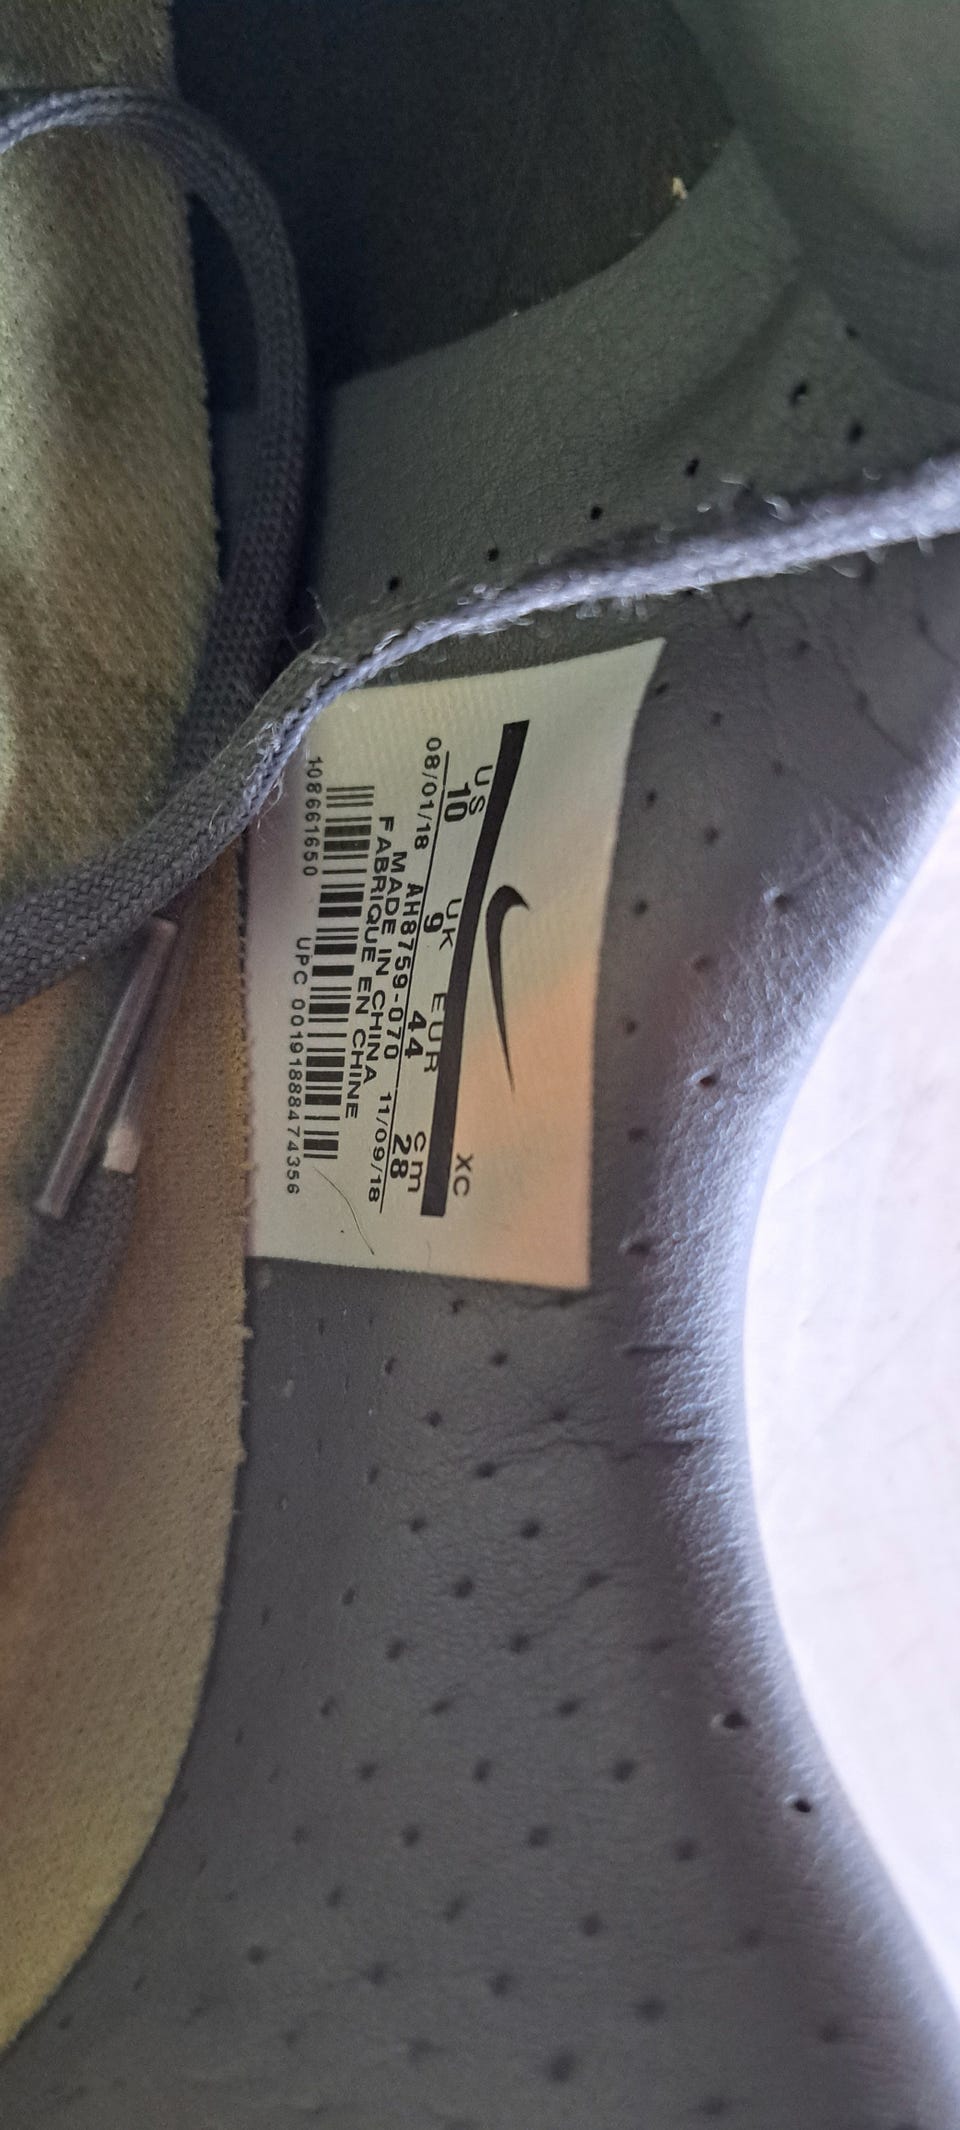 XC
US UK EUR cm
10 9 44 28
08/01/18 AH8759-070 11/09/18
MADE IN CHINA
FABRIQUE EN CHINE
108661650 UPC 00191888474356